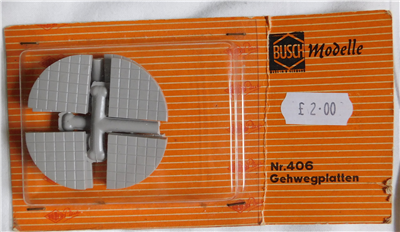 BUSCH Modelle
£ 2·00
Nr.406
Gehwegplatten